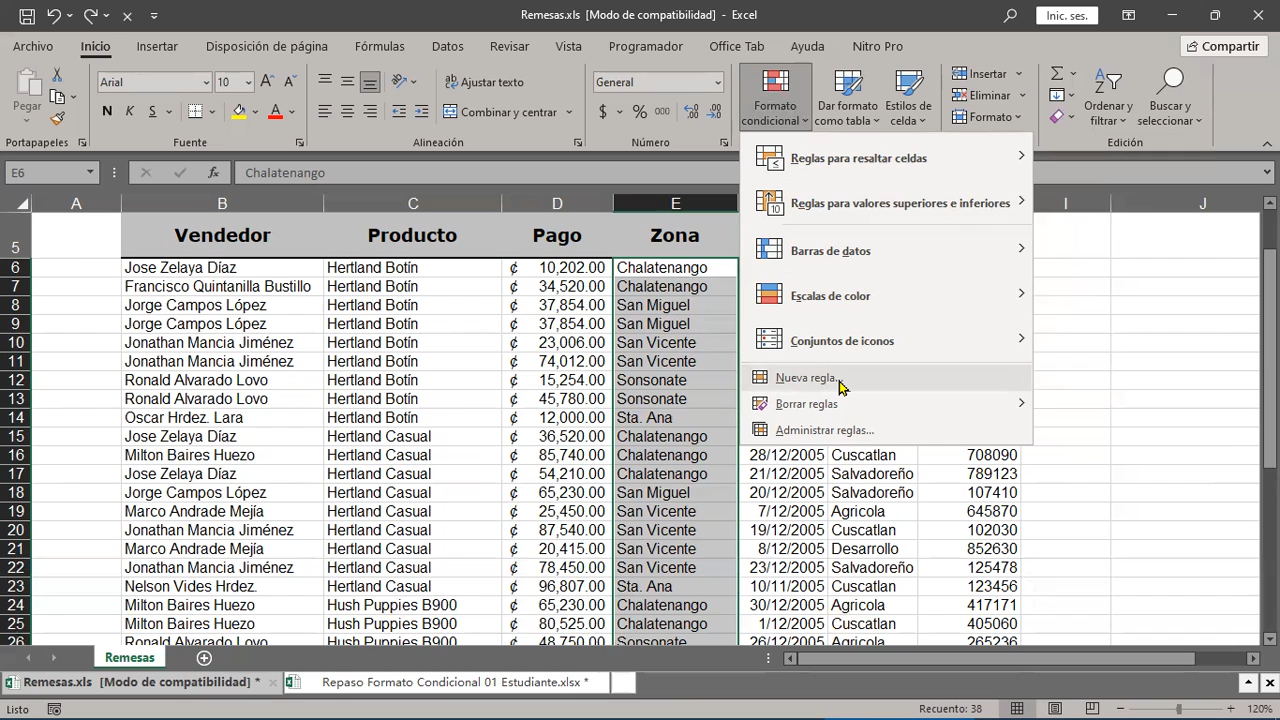 Remesas.xls [Modo de compatibilidad] - Excel
Inic. ses.
Archivo Inicio Insertar Disposición de página Fórmulas Datos Revisar Vista Programador Office Tab Ayuda Nitro Pro Compartir
Arial 10 Ajustar texto General Insertar
Pegar N K S Combinar y centrar $ % 000 Formato condicional Dar formato como tabla Estilos de celda Eliminar Formato Ordenar y filtrar Buscar y seleccionar
Portapapeles Fuente Alineación Número Edición
E6 fx Chalatenango
A B C D E I J
5 Vendedor Producto Pago Zona
6 Jose Zelaya Díaz Hertland Botín ₡ 10,202.00 Chalatenango
7 Francisco Quintanilla Bustillo Hertland Botín ₡ 34,520.00 Chalatenango
8 Jorge Campos López Hertland Botín ₡ 37,854.00 San Miguel
9 Jorge Campos López Hertland Botín ₡ 37,854.00 San Miguel
10 Jonathan Mancia Jiménez Hertland Botín ₡ 23,006.00 San Vicente
11 Jonathan Mancia Jiménez Hertland Botín ₡ 74,012.00 San Vicente
12 Ronald Alvarado Lovo Hertland Botín ₡ 15,254.00 Sonsonate
13 Ronald Alvarado Lovo Hertland Botín ₡ 45,780.00 Sonsonate
14 Oscar Hrdez. Lara Hertland Botín ₡ 12,000.00 Sta. Ana
15 Jose Zelaya Díaz Hertland Casual ₡ 36,520.00 Chalatenango
16 Milton Baires Huezo Hertland Casual ₡ 85,740.00 Chalatenango 28/12/2005 Cuscatlan 708090
17 Jose Zelaya Díaz Hertland Casual ₡ 54,210.00 Chalatenango 21/12/2005 Salvadoreño 789123
18 Jorge Campos López Hertland Casual ₡ 65,230.00 San Miguel 20/12/2005 Salvadoreño 107410
19 Marco Andrade Mejía Hertland Casual ₡ 25,450.00 San Vicente 7/12/2005 Agricola 645870
20 Jonathan Mancia Jiménez Hertland Casual ₡ 87,540.00 San Vicente 19/12/2005 Cuscatlan 102030
21 Marco Andrade Mejía Hertland Casual ₡ 20,415.00 San Vicente 8/12/2005 Desarrollo 852630
22 Jonathan Mancia Jiménez Hertland Casual ₡ 78,450.00 San Vicente 23/12/2005 Cuscatlan 125478
23 Nelson Vides Hrdez. Hertland Casual ₡ 96,807.00 Sta. Ana 10/11/2005 Cuscatlan 123456
24 Milton Baires Huezo Hush Puppies B900 ₡ 65,230.00 Chalatenango 30/12/2005 Agricola 417171
25 Milton Baires Huezo Hush Puppies B900 ₡ 80,525.00 Chalatenango 1/12/2005 Cuscatlan 405060
26 Ronald Alvarado Lovo Hush Puppies B900 ₡ 48,750.00 Sonsonate 26/12/2005 Agricola 265236
Reglas para resaltar celdas
Reglas para valores superiores e inferiores
Barras de datos
Escalas de color
Conjuntos de iconos
Nueva regla...
Borrar reglas
Administrar reglas...
Remesas
Remesas.xls [Modo de compatibilidad] * Repaso Formato Condicional 01 Estudiante.xlsx *
Listo Recuento: 38 120%